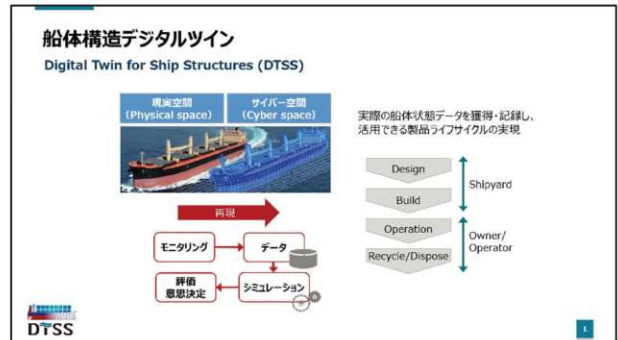 船体構造デジタルツイン
Digital Twin for Ship Structures (DTSS)
現実空間
(Physical space)
サイバー空間
(Cyber space)
再現
モニタリング
データ
評価
意思決定
シミュレーション
実際の船体状態データを獲得・記録し、
活用できる製品ライフサイクルの実現
Design
Build
Operation
Recycle/Dispose
Shipyard
Owner/
Operator
DTSS
1